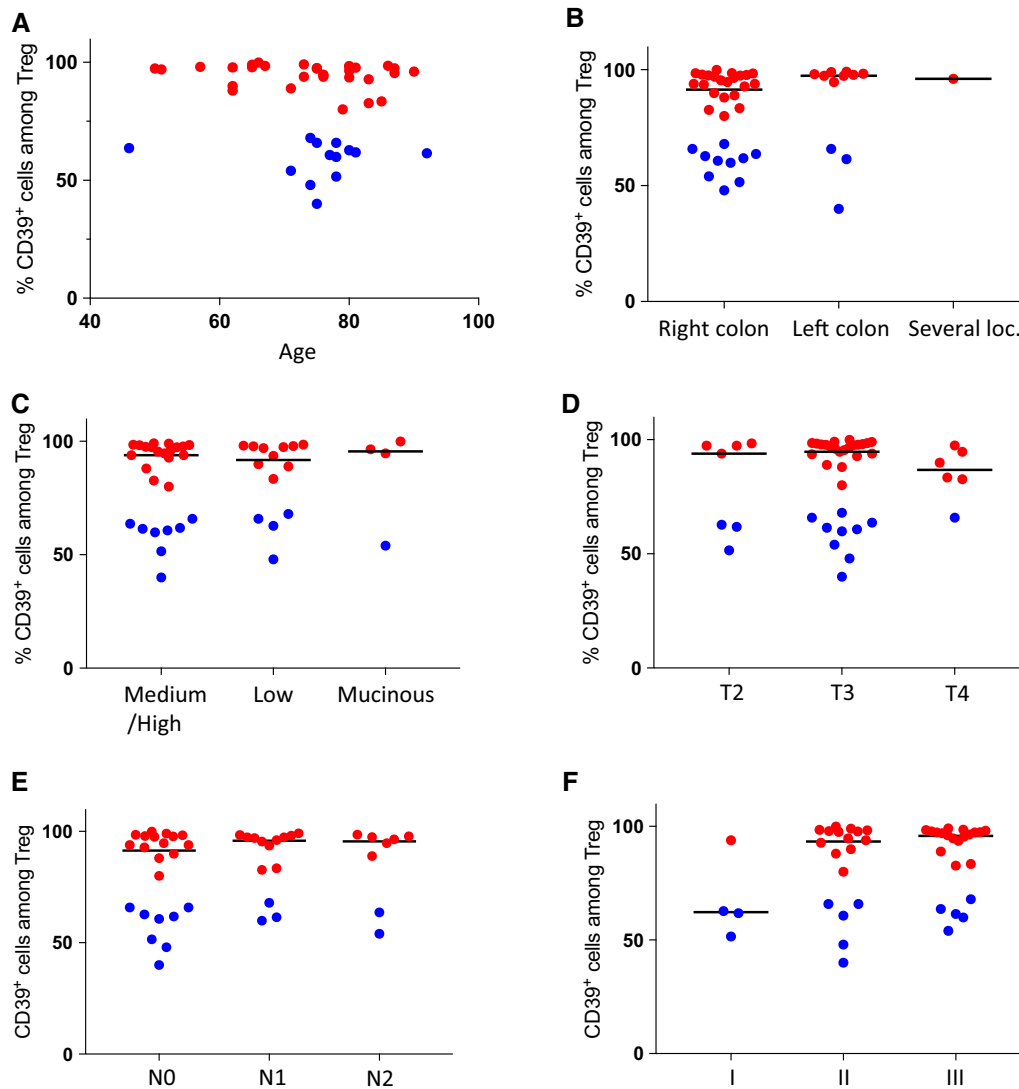 A
% CD39+ cells among Treg
100
50
0
40 60 80 100
Age
B
% CD39+ cells among Treg
100
50
0
Right colon Left colon Several loc.
C
% CD39+ cells among Treg
100
50
0
Medium Low Mucinous
/High
D
% CD39+ cells among Treg
100
50
0
T2 T3 T4
E
CD39+ cells among Treg
100
50
0
N0 N1 N2
F
CD39+ cells among Treg
100
50
0
I II III